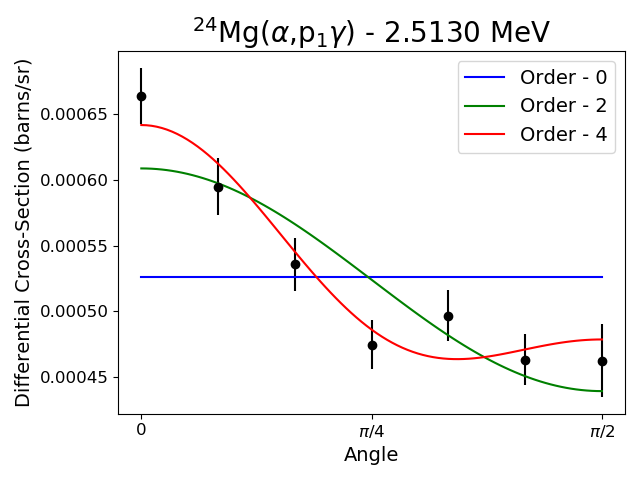 ²⁴Mg(α,p₁γ) - 2.5130 MeV
Order - 0
Order - 2
Order - 4
Differential Cross-Section (barns/sr)
0.00065
0.00060
0.00055
0.00050
0.00045
0
π/4
π/2
Angle